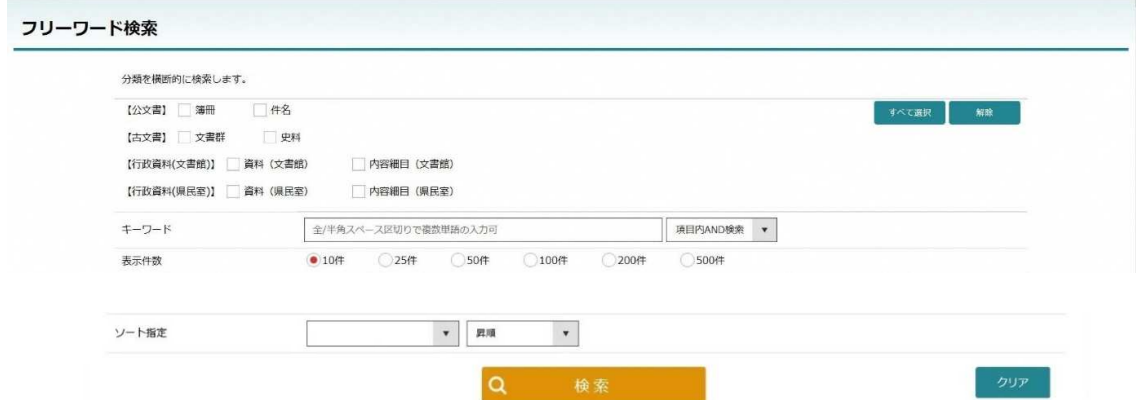 フリーワード検索
分類を横断的に検索します。
【公文書】 簿冊 件名 すべて選択 解除
【古文書】 文書群 史料
【行政資料(文書館)】 資料（文書館） 内容細目（文書館）
【行政資料(県民室)】 資料（県民室） 内容細目（県民室）
キーワード 全/半角スペース区切りで複数単語の入力可 項目内AND検索
表示件数 10件 25件 50件 100件 200件 500件
ソート指定 昇順
検索 クリア